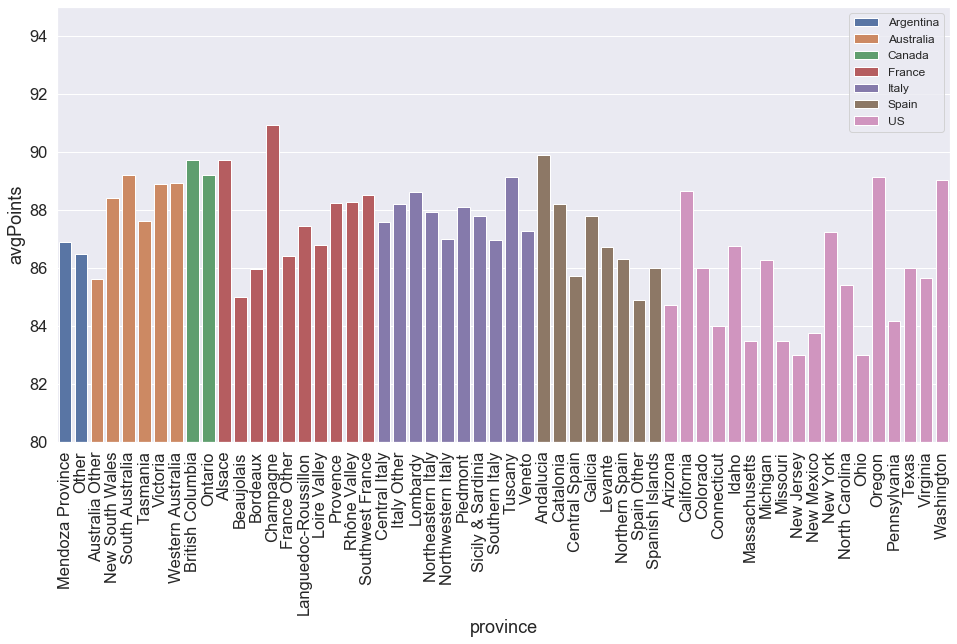 94
92
90
88
86
84
82
80
avgPoints
Argentina
Australia
Canada
France
Italy
Spain
US
Mendoza Province
Other
Australia Other
New South Wales
South Australia
Tasmania
Victoria
Western Australia
British Columbia
Ontario
Alsace
Beaujolais
Bordeaux
Champagne
France Other
Languedoc-Roussillon
Loire Valley
Provence
Rhône Valley
Southwest France
Central Italy
Italy Other
Lombardy
Northeastern Italy
Northwestern Italy
Piedmont
Sicily & Sardinia
Southern Italy
Tuscany
Veneto
Andalucia
Catalonia
Central Spain
Galicia
Levante
Northern Spain
Spain Other
Spanish Islands
Arizona
California
Colorado
Connecticut
Idaho
Massachusetts
Michigan
Missouri
New Jersey
New Mexico
New York
North Carolina
Ohio
Oregon
Pennsylvania
Texas
Virginia
Washington
province